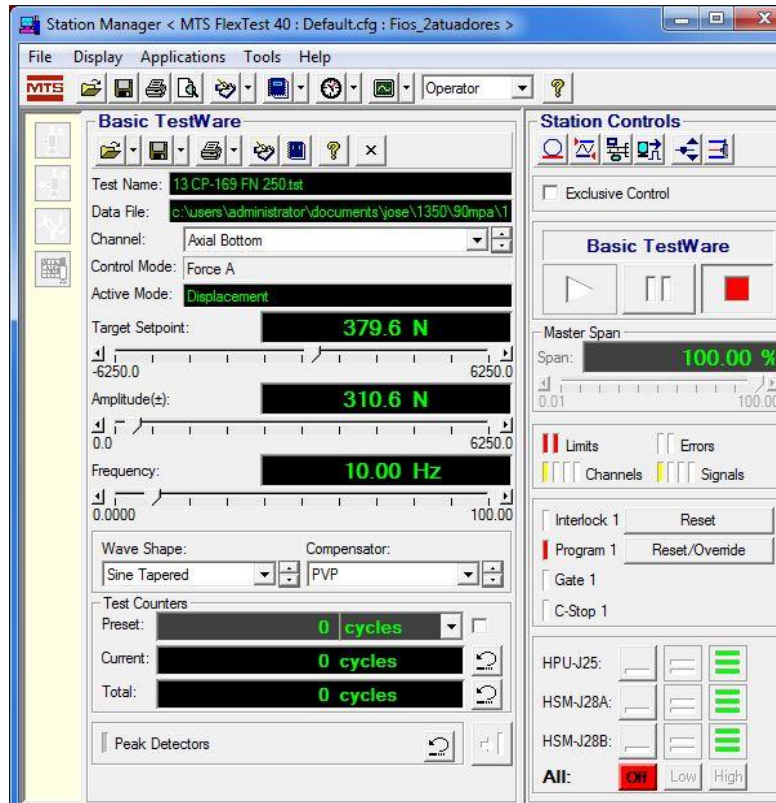 Station Manager < MTS FlexTest 40 : Default.cfg : Fios_2atuadores >
File Display Applications Tools Help
MTS
Operator
Basic TestWare
Test Name: 13 CP-169 FN 250.tst
Data File: c:\users\administrator\documents\jose\1350\90mpa\1
Channel: Axial Bottom
Control Mode: Force A
Active Mode: Displacement
Target Setpoint: 379.6 N
-6250.0 6250.0
Amplitude(±): 310.6 N
0.0 6250.0
Frequency: 10.00 Hz
0.0000 100.00
Wave Shape: Compensator:
Sine Tapered PVP
Test Counters
Preset: 0 cycles
Current: 0 cycles
Total: 0 cycles
Peak Detectors
Station Controls
Exclusive Control
Basic TestWare
Master Span
Span: 100.00 %
0.01 100.00
Limits Errors
Channels Signals
Interlock 1 Reset
Program 1 Reset/Override
Gate 1
C-Stop 1
HPU-J25:
HSM-J28A:
HSM-J28B:
All: Off Low High